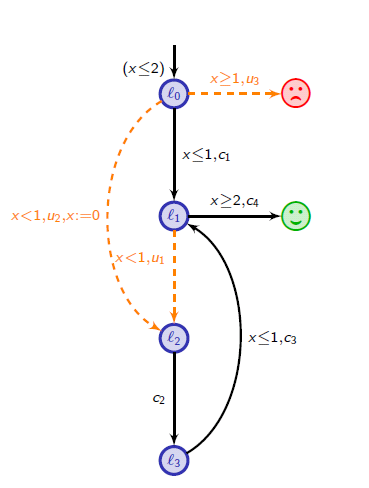 (x≤2)
x≥1,u₃
ℓ₀
x≤1,c₁
x≥2,c₄
x<1,u₂,x:=0
ℓ₁
x<1,u₁
ℓ₂
x≤1,c₃
c₂
ℓ₃